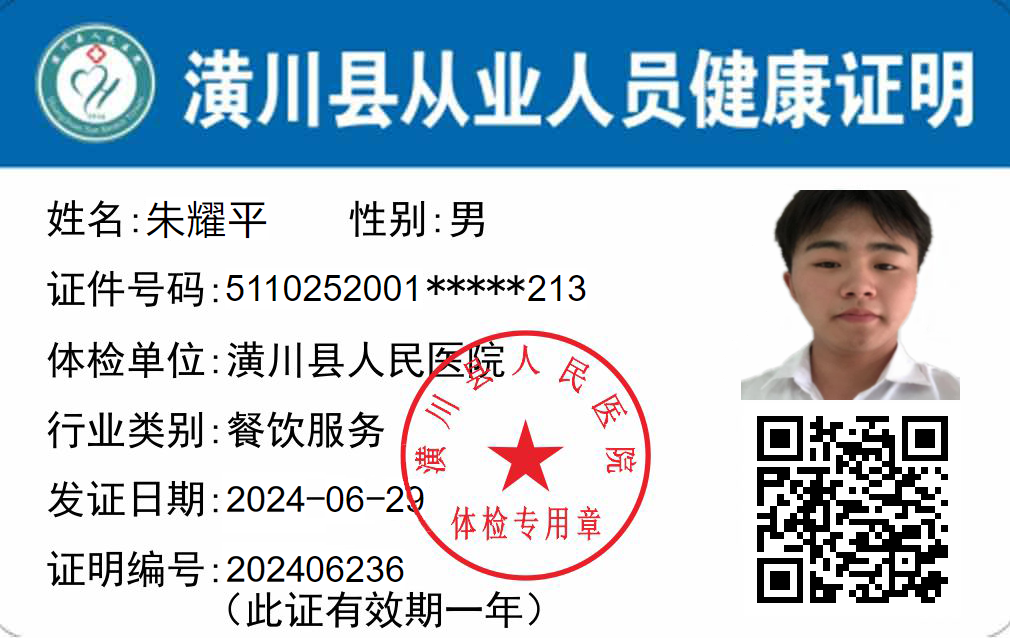 潢川县从业人员健康证明
姓名:朱耀平 性别:男
证件号码:5110252001*****213
体检单位:潢川县人民医院
行业类别:餐饮服务
发证日期:2024-06-29
证明编号:202406236
（此证有效期一年）
潢川县人民医院
体检专用章